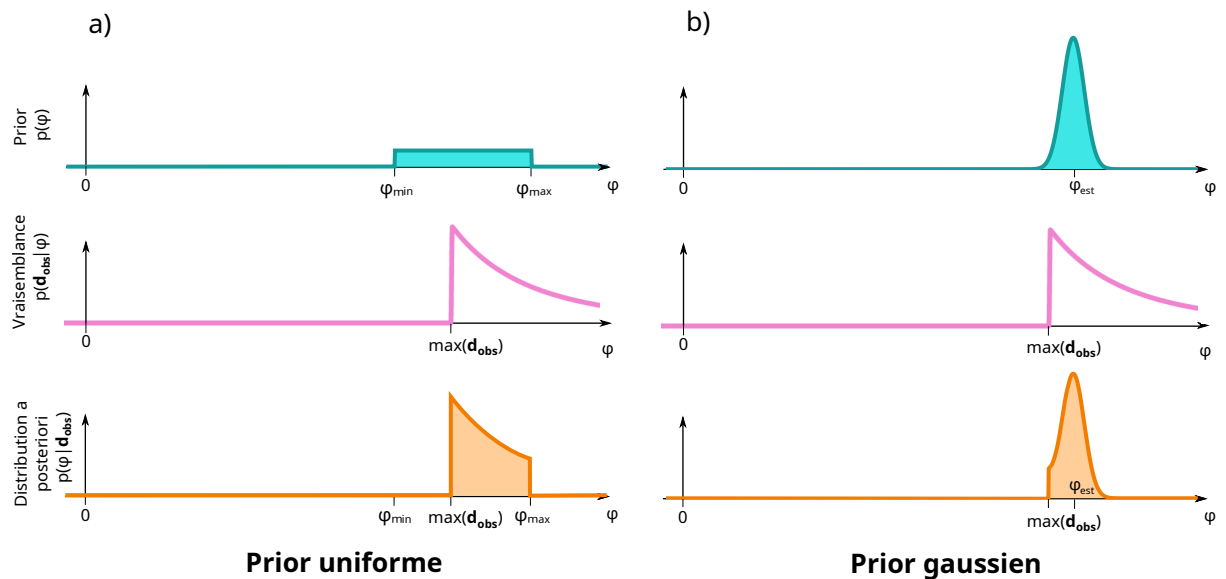 a)
Prior
p(φ)
0
φmin
φmax
φ
Vraisemblance
p(dobs|φ)
0
max(dobs)
φ
Distribution a
posteriori
p(φ | dobs)
0
φmin
max(dobs)
φmax
φ
Prior uniforme
b)
0
φest
φ
0
max(dobs)
φ
0
φest
max(dobs)
φ
Prior gaussien